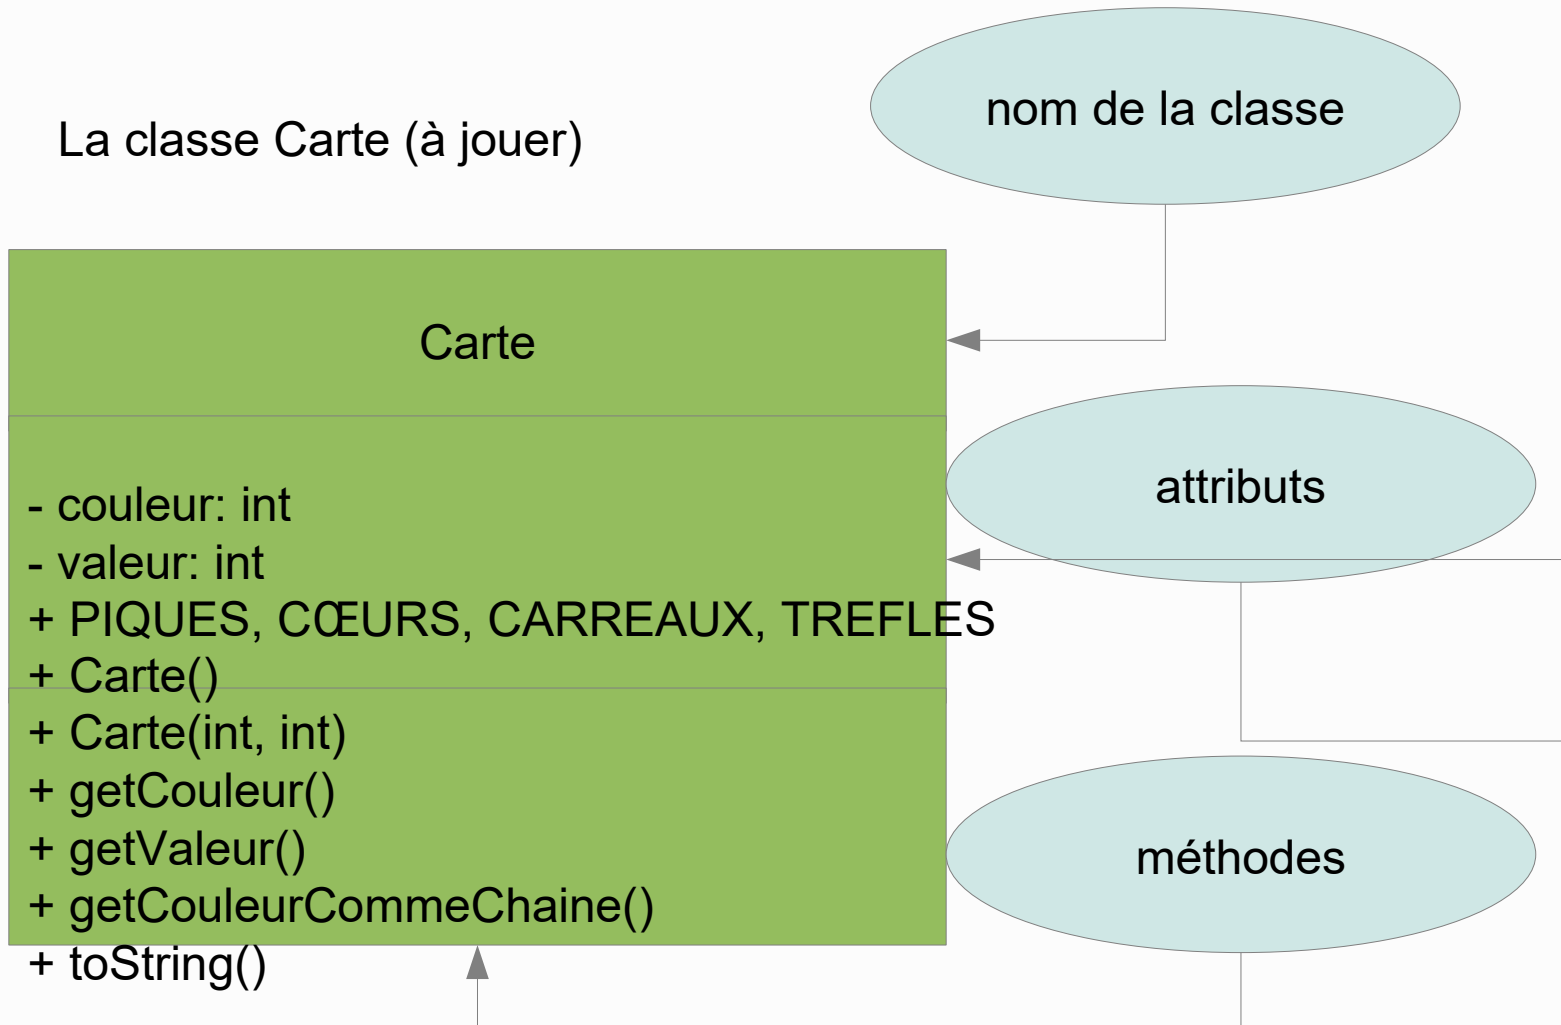 La classe Carte (à jouer)
nom de la classe
Carte
attributs
- couleur: int
- valeur: int
+ PIQUES, CŒURS, CARREAUX, TREFLES
+ Carte()
+ Carte(int, int)
+ getCouleur()
+ getValeur()
+ getCouleurCommeChaine()
+ toString()
méthodes